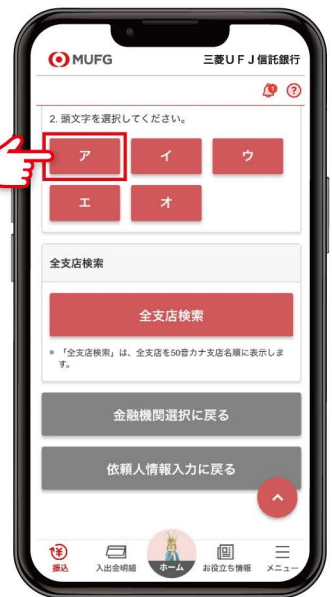 MUFG 三菱UFJ信託銀行
2. 頭文字を選択してください。
ア イ ウ
エ オ
全支店検索
全支店検索
「全支店検索」は、全支店を50音カナ支店名順に表示しま
す。
金融機関選択に戻る
依頼人情報入力に戻る
振込 入出金明細 ホーム お役立ち情報 メニュー